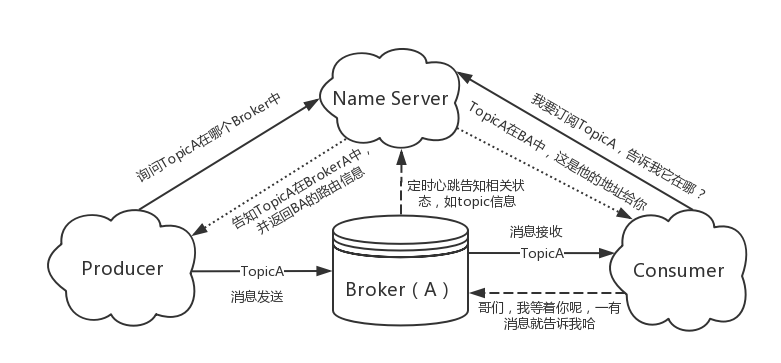 Name Server
询问TopicA在哪个Broker中
告知TopicA在BrokerA中，
并返回BA的路由信息
我要订阅TopicA，告诉我它在哪？
TopicA在BA中，这是他的地址给你
定时心跳告知相关状
态，如topic信息
Producer
TopicA
消息发送
Broker（A）
消息接收
TopicA
Consumer
哥们，我等着你呢，一有
消息就告诉我哈